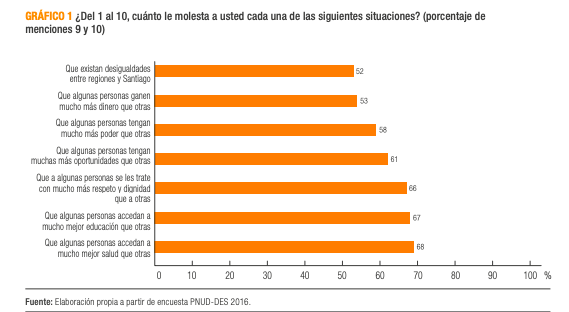 GRÁFICO 1 ¿Del 1 al 10, cuánto le molesta a usted cada una de las siguientes situaciones? (porcentaje de
menciones 9 y 10)
Que existan desigualdades
entre regiones y Santiago
52
Que algunas personas ganen
mucho más dinero que otras
53
Que algunas personas tengan
mucho más poder que otras
58
Que algunas personas tengan
muchas más oportunidades que otras
61
Que a algunas personas se les trate
con mucho más respeto y dignidad
que a otras
66
Que algunas personas accedan a
mucho mejor educación que otras
67
Que algunas personas accedan a
mucho mejor salud que otras
68
0 10 20 30 40 50 60 70 80 90 100 %
Fuente: Elaboración propia a partir de encuesta PNUD-DES 2016.